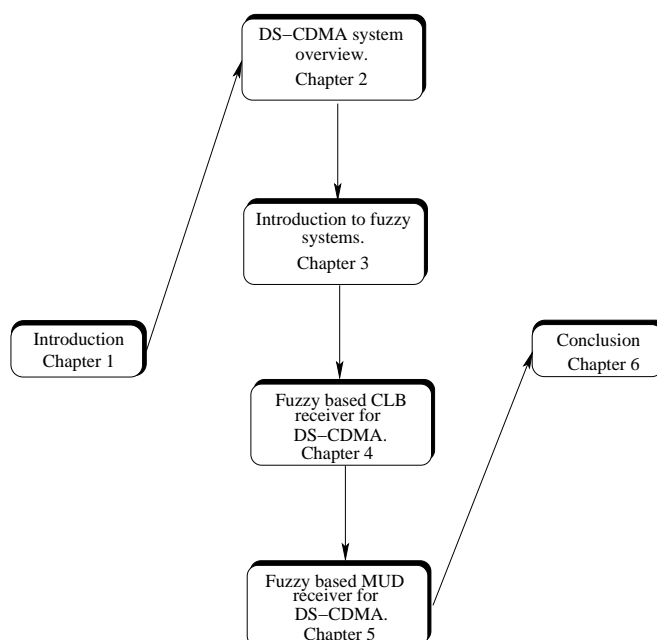 DS−CDMA system
overview.
Chapter 2
Introduction to fuzzy
systems.
Chapter 3
Introduction
Chapter 1
Conclusion
Chapter 6
Fuzzy based CLB
receiver for
DS−CDMA.
Chapter 4
Fuzzy based MUD
receiver for
DS−CDMA.
Chapter 5